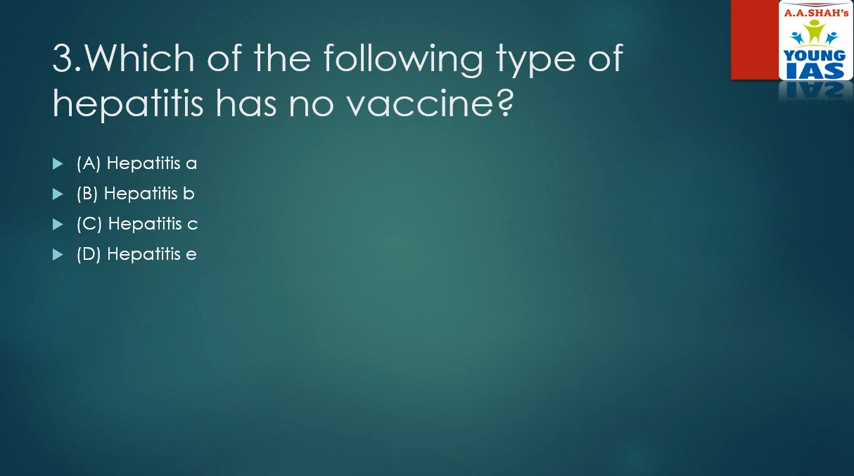 A.A.SHAH's
YOUNG
IAS
3.Which of the following type of
hepatitis has no vaccine?
(A) Hepatitis a
(B) Hepatitis b
(C) Hepatitis c
(D) Hepatitis e